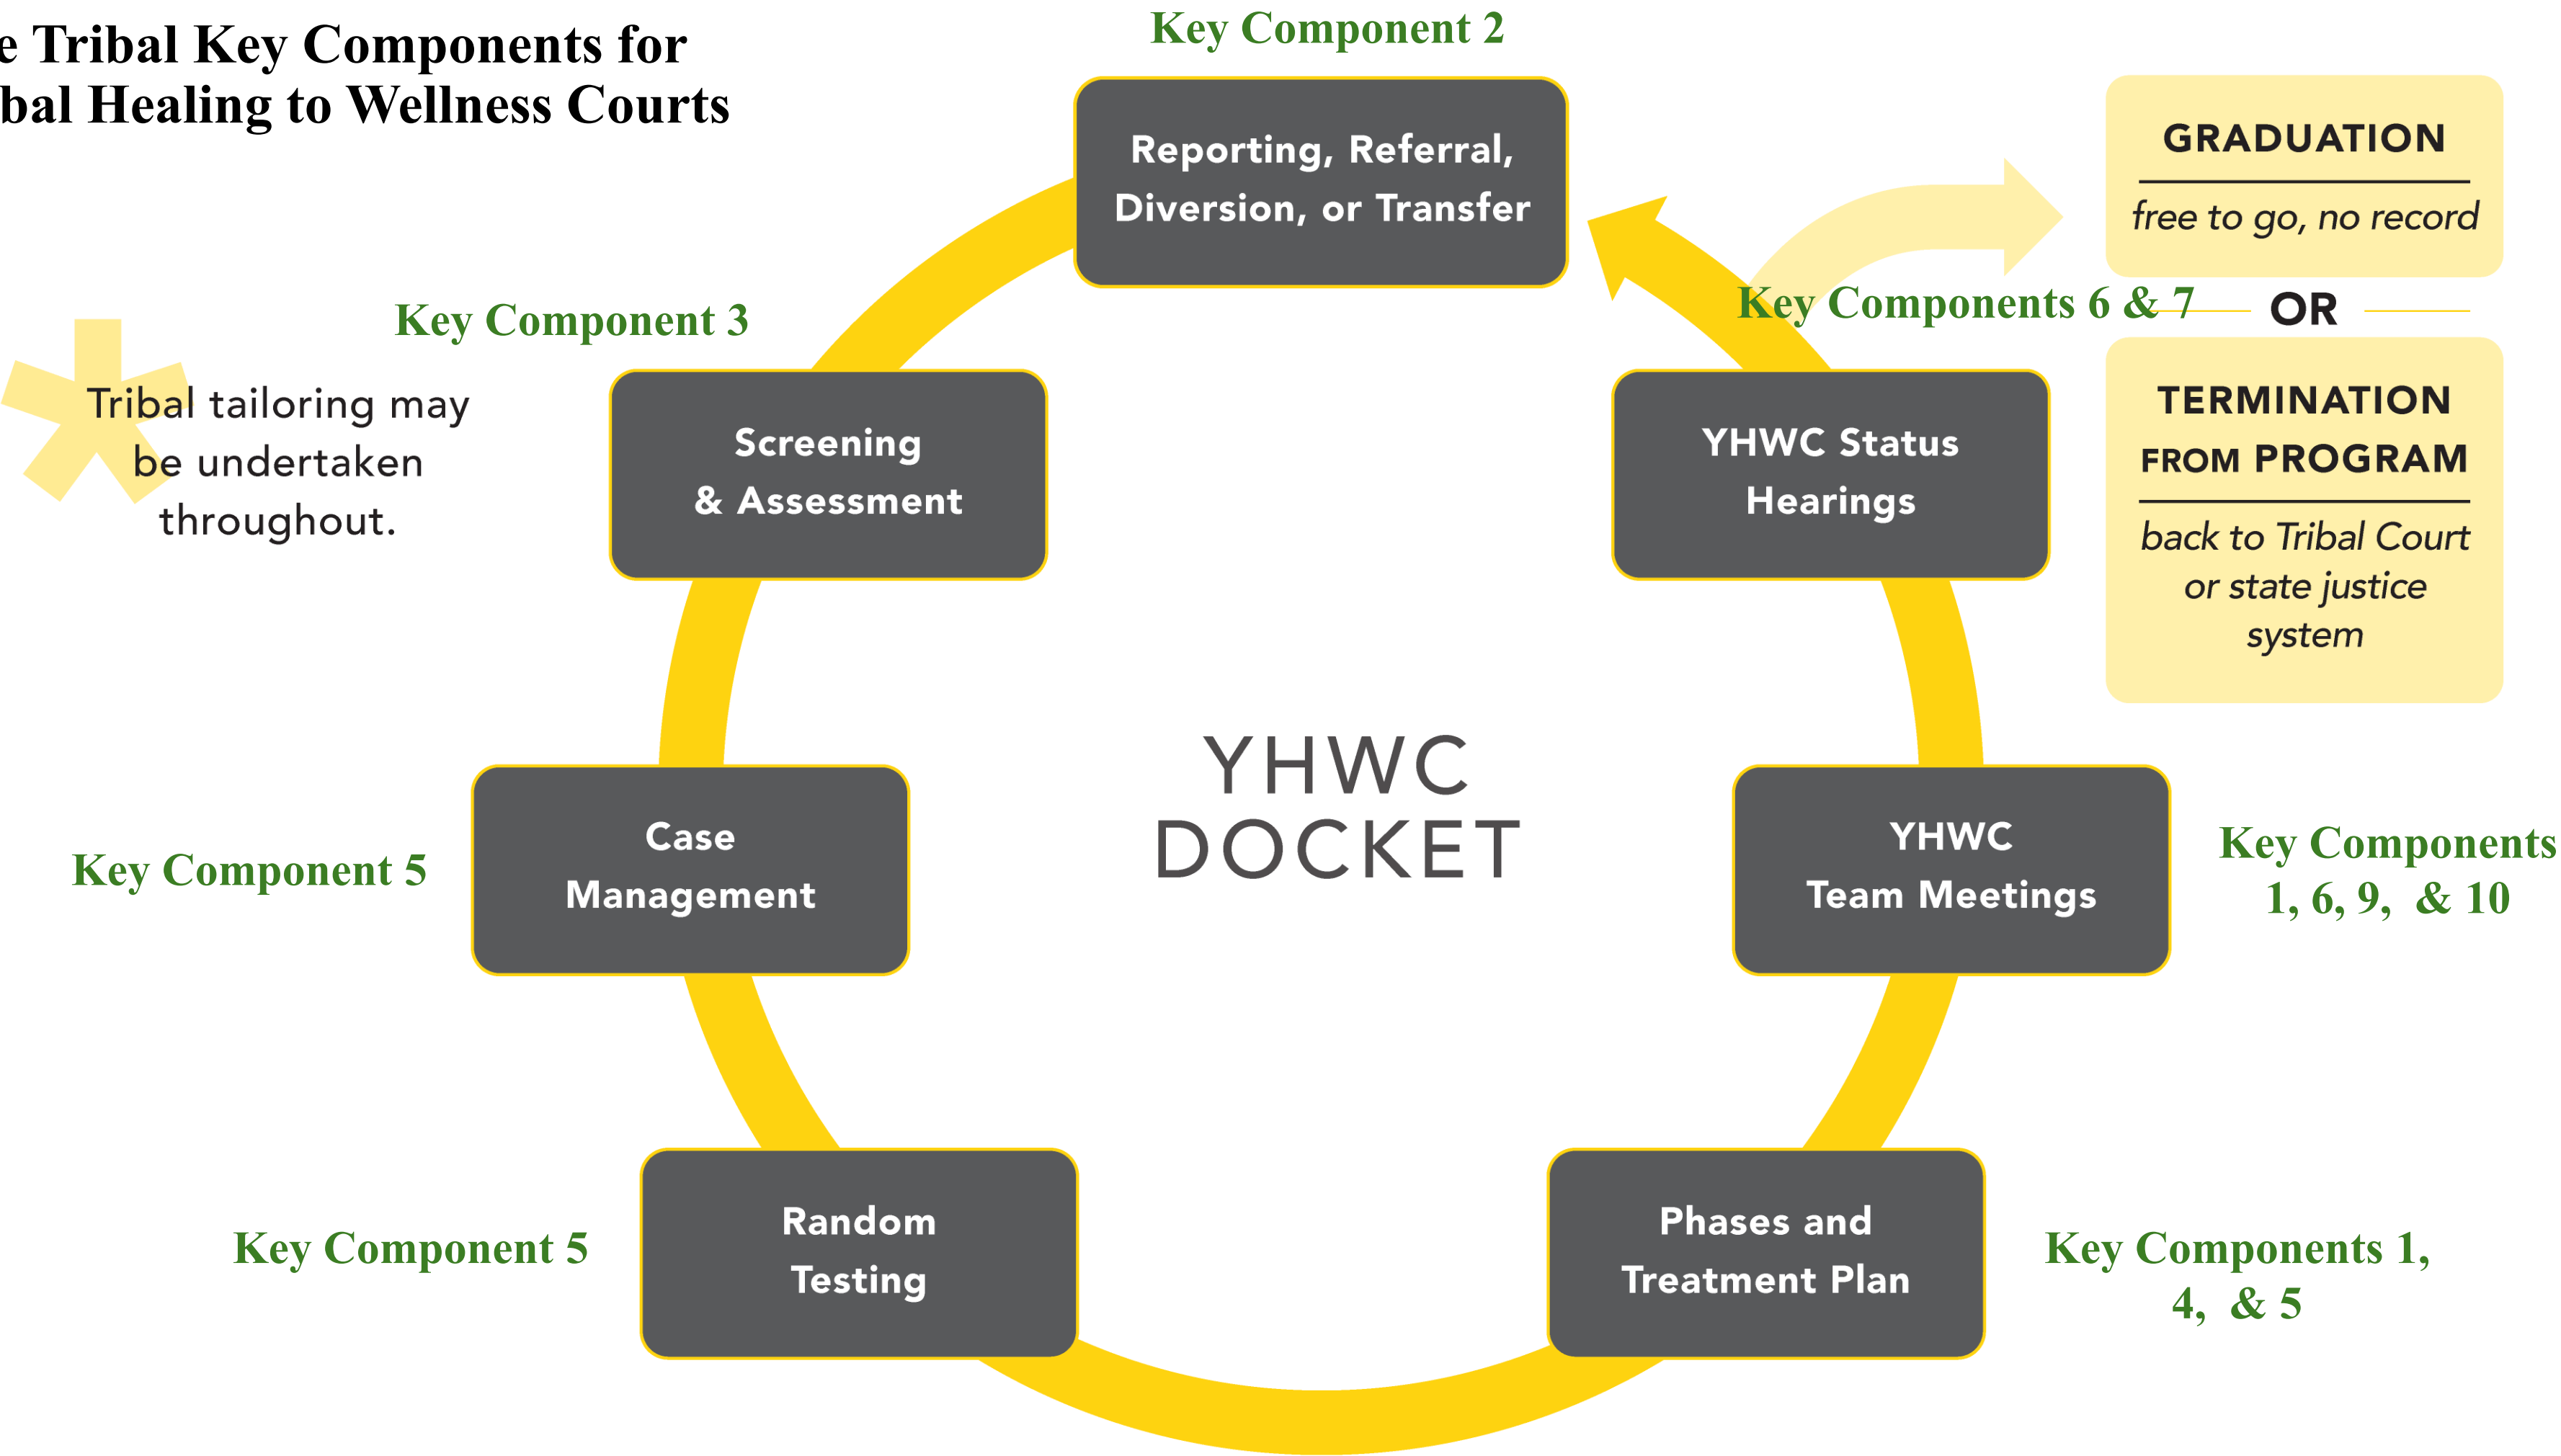 e Tribal Key Components for
bal Healing to Wellness Courts
Key Component 2
Reporting, Referral,
Diversion, or Transfer
GRADUATION
free to go, no record
Key Components 6 & 7
OR
TERMINATION
FROM PROGRAM
back to Tribal Court
or state justice
system
Key Component 3
Tribal tailoring may
be undertaken
throughout.
Screening
& Assessment
YHWC Status
Hearings
YHWC
DOCKET
Key Component 5
Case
Management
YHWC
Team Meetings
Key Components
1, 6, 9,  & 10
Key Component 5
Random
Testing
Phases and
Treatment Plan
Key Components 1,
4,  & 5